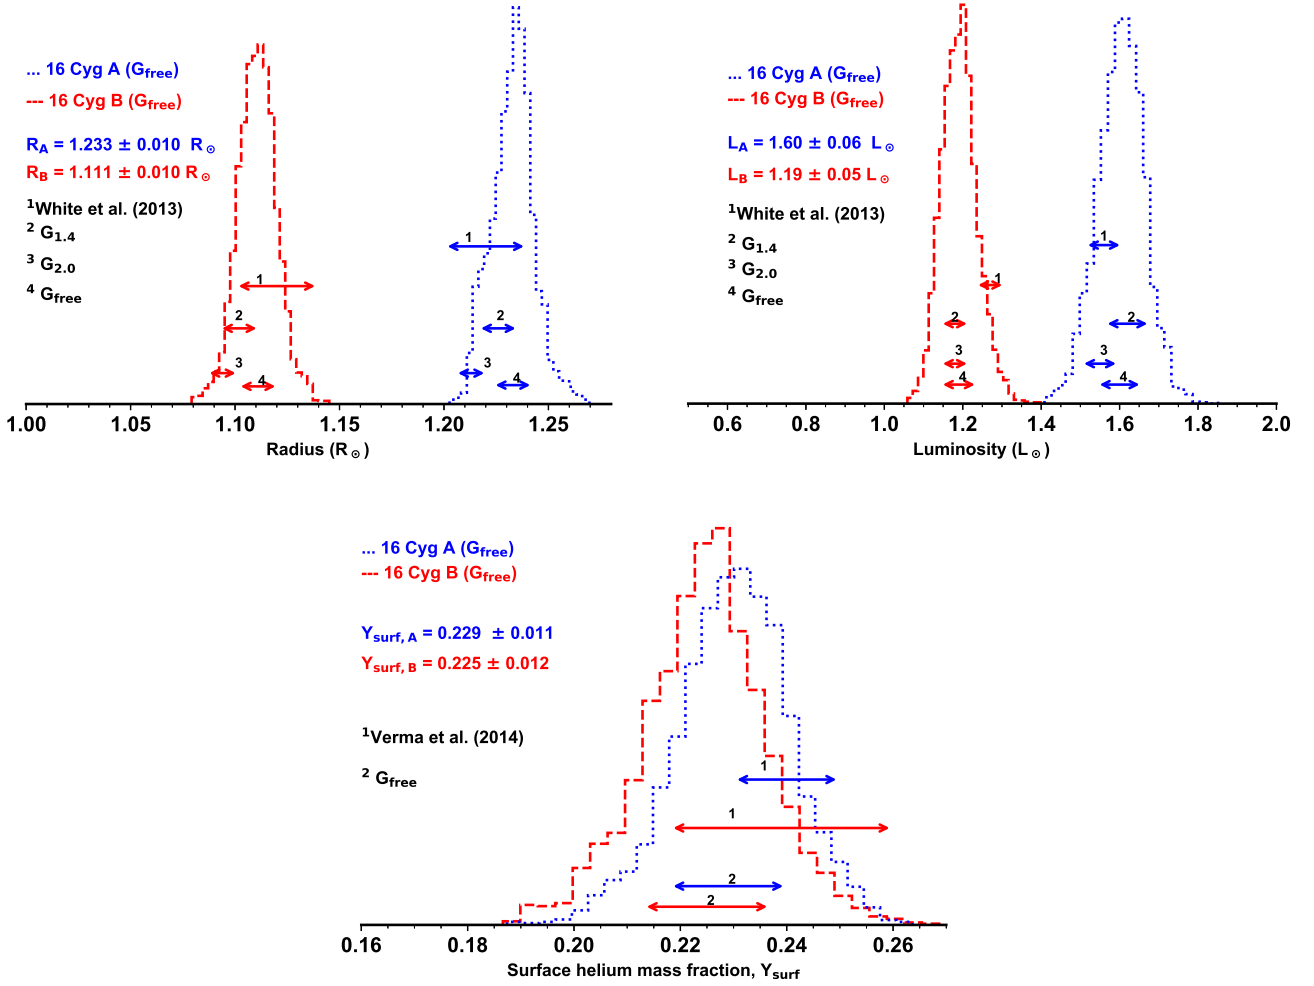 ... 16 Cyg A (Gfree)
--- 16 Cyg B (Gfree)
RA = 1.233 ± 0.010 R⊙
RB = 1.111 ± 0.010 R⊙
1White et al. (2013)
2 G1.4
3 G2.0
4 Gfree
1
1
2
2
3
3
4
4
1.00 1.05 1.10 1.15 1.20 1.25
Radius (R⊙)
... 16 Cyg A (Gfree)
--- 16 Cyg B (Gfree)
LA = 1.60 ± 0.06 L⊙
LB = 1.19 ± 0.05 L⊙
1White et al. (2013)
2 G1.4
3 G2.0
4 Gfree
1
1
2
2
3
3
4
4
0.6 0.8 1.0 1.2 1.4 1.6 1.8 2.0
Luminosity (L⊙)
... 16 Cyg A (Gfree)
--- 16 Cyg B (Gfree)
Ysurf, A = 0.229 ± 0.011
Ysurf, B = 0.225 ± 0.012
1Verma et al. (2014)
2 Gfree
1
1
2
2
0.16 0.18 0.20 0.22 0.24 0.26
Surface helium mass fraction, Ysurf